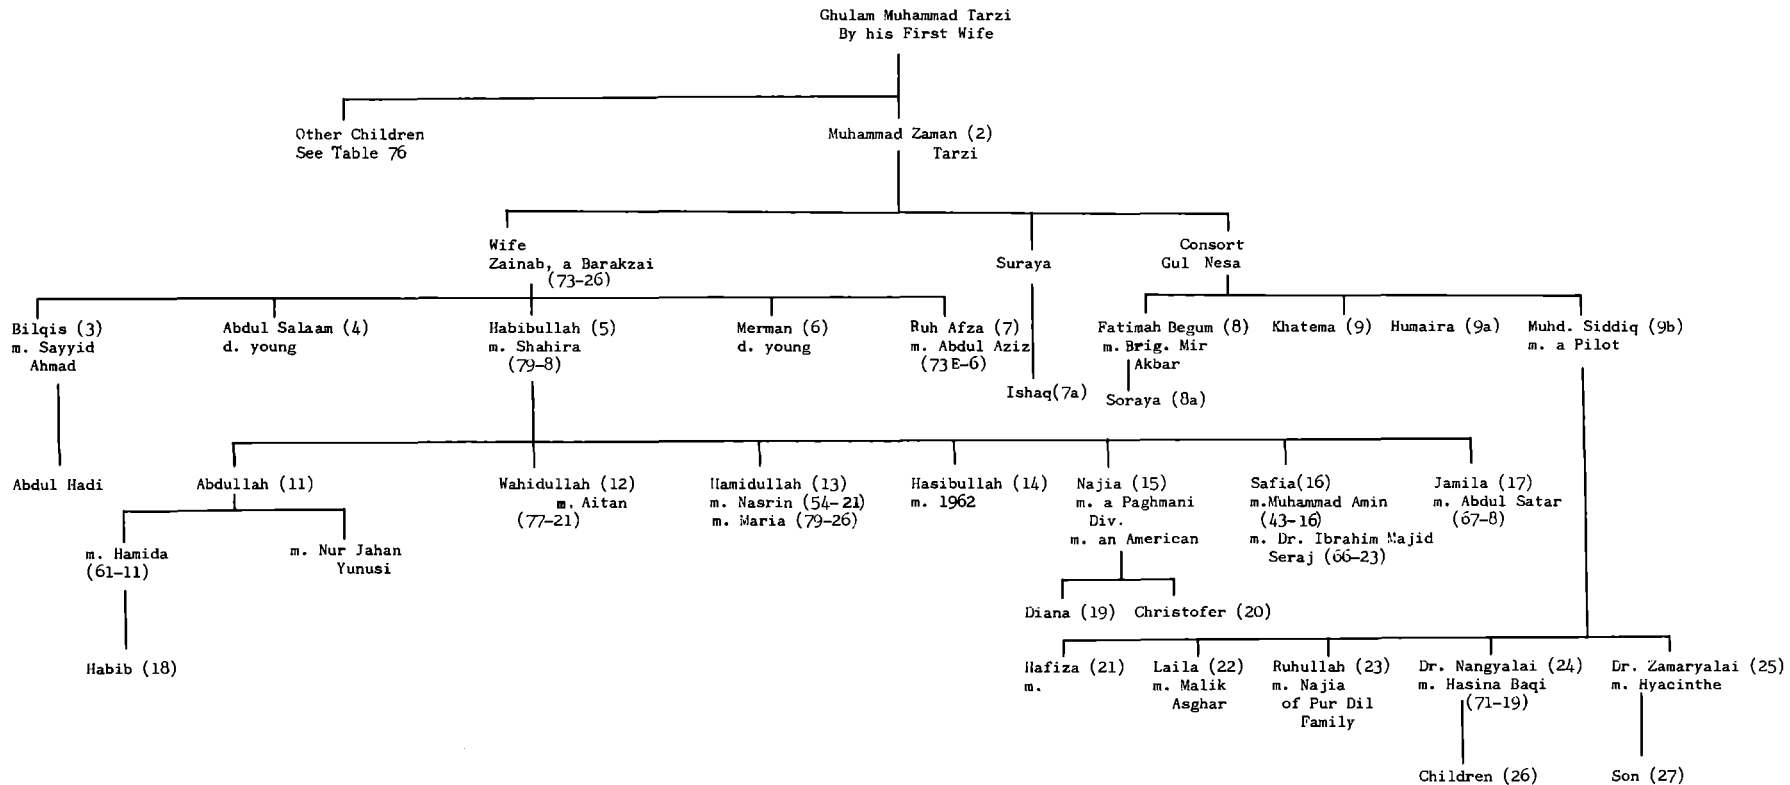 Ghulam Muhammad Tarzi
By his First Wife
Other Children
See Table 76
Muhammad Zaman (2)
Tarzi
Wife
Zainab, a Barakzai
(73-26)
Suraya
Consort
Gul Nesa
Bilqis (3)
m. Sayyid
Ahmad
Abdul Salaam (4)
d. young
Habibullah (5)
m. Shahira
(79-8)
Merman (6)
d. young
Ruh Afza (7)
m. Abdul Aziz
(73E-6)
Ishaq(7a)
Fatimah Begum (8)
m. Brig. Mir
Akbar
Soraya (8a)
Khatema (9)
Humaira (9a)
Muhd. Siddiq (9b)
m. a Pilot
Abdul Hadi
Abdullah (11)
Wahidullah (12)
m. Aitan
(77-21)
Hamidullah (13)
m. Nasrin (54-21)
m. Maria (79-26)
Hasibullah (14)
m. 1962
Najia (15)
m. a Paghmani
Div.
m. an American
Safia(16)
m.Muhammad Amin
(43-16)
m. Dr. Ibrahim Majid
Seraj (66-23)
Jamila (17)
m. Abdul Satar
(67-8)
m. Hamida
(61-11)
m. Nur Jahan
Yunusi
Diana (19)
Christofer (20)
Habib (18)
Hafiza (21)
m.
Laila (22)
m. Malik
Asghar
Ruhullah (23)
m. Najia
of Pur Dil
Family
Dr. Nangyalai (24)
m. Hasina Baqi
(71-19)
Dr. Zamaryalai (25)
m. Hyacinthe
Children (26)
Son (27)